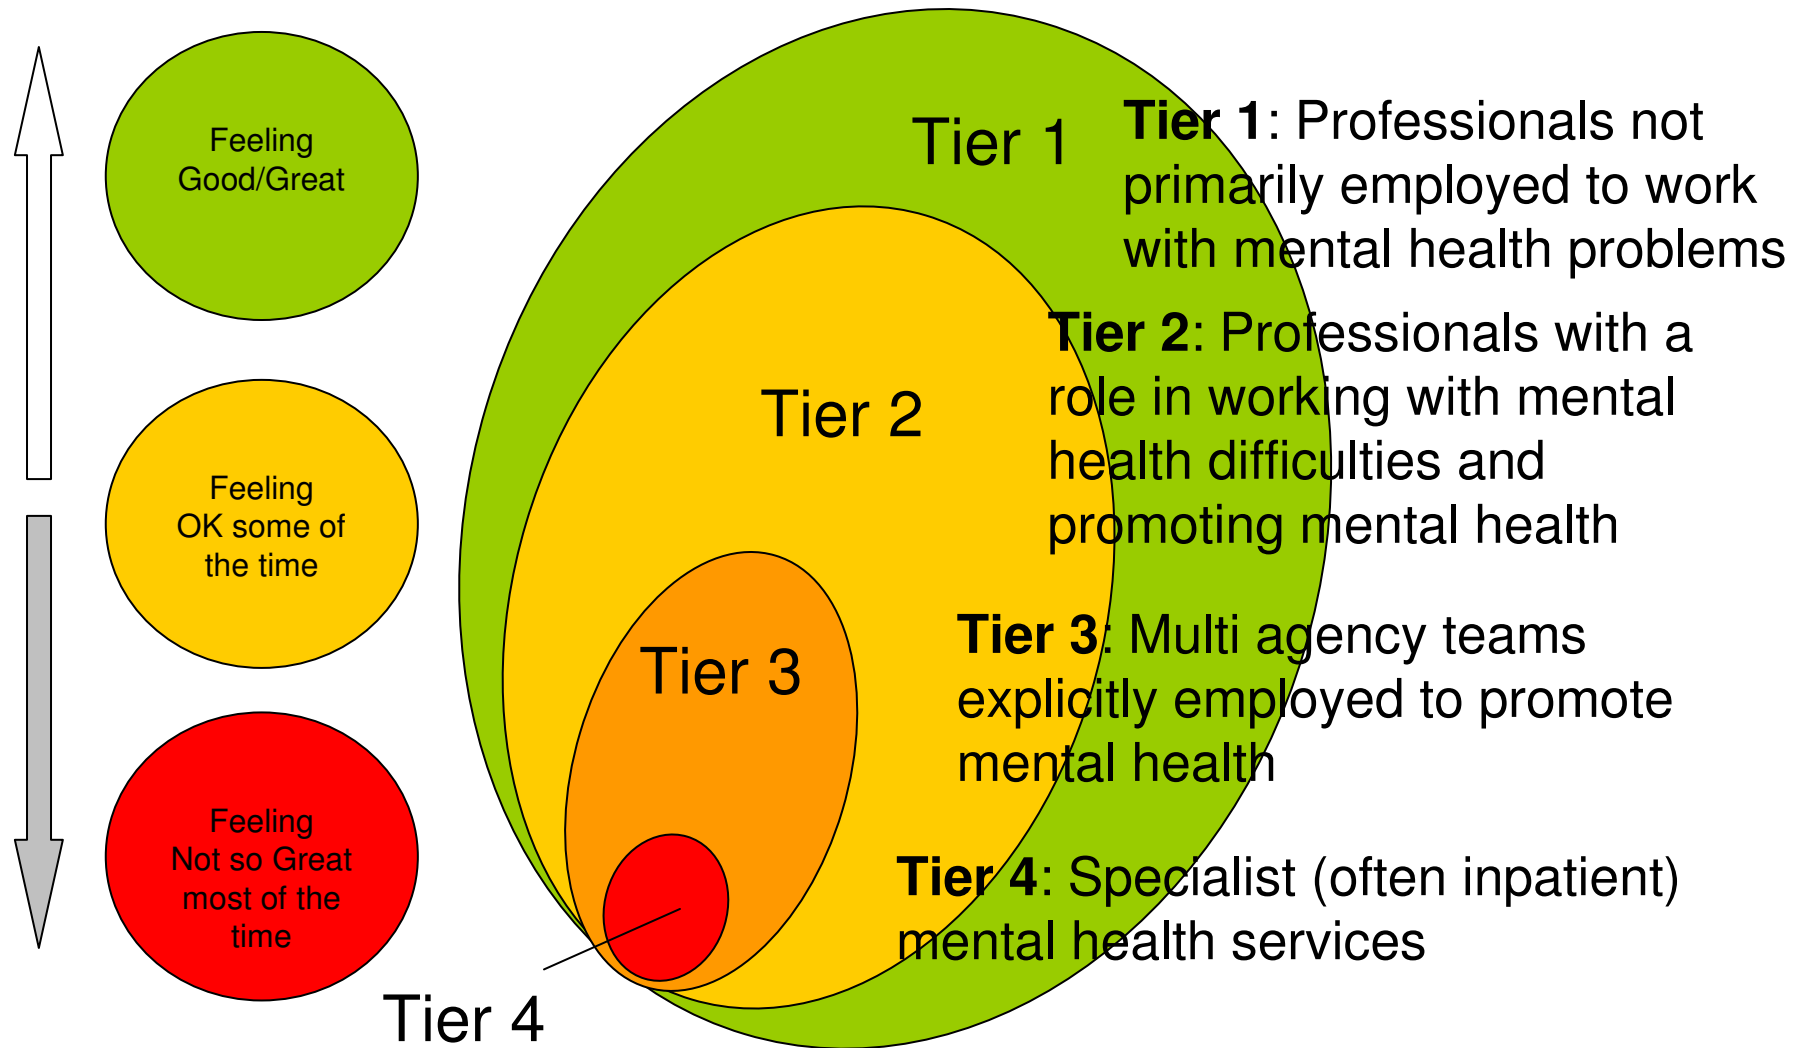 Feeling
Good/Great
Feeling
OK some of
the time
Feeling
Not so Great
most of the
time
Tier 1
Tier 2
Tier 3
Tier 4
Tier 1: Professionals not
primarily employed to work
with mental health problems
Tier 2: Professionals with a
role in working with mental
health difficulties and
promoting mental health
Tier 3: Multi agency teams
explicitly employed to promote
mental health
Tier 4: Specialist (often inpatient)
mental health services